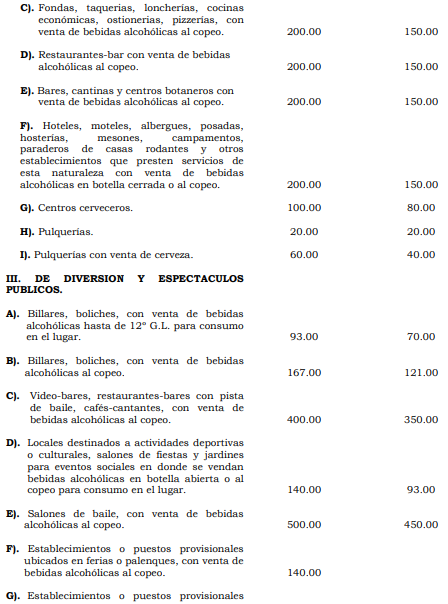 C). Fondas, taquerías, loncherías, cocinas
económicas, ostionerías, pizzerías, con
venta de bebidas alcohólicas al copeo. 200.00 150.00
D). Restaurantes-bar con venta de bebidas
alcohólicas al copeo. 200.00 150.00
E). Bares, cantinas y centros botaneros con
venta de bebidas alcohólicas al copeo. 200.00 150.00
F). Hoteles, moteles, albergues, posadas,
hosterías, mesones, campamentos,
paraderos de casas rodantes y otros
establecimientos que presten servicios de
esta naturaleza con venta de bebidas
alcohólicas en botella cerrada o al copeo. 200.00 150.00
G). Centros cerveceros. 100.00 80.00
H). Pulquerías. 20.00 20.00
I). Pulquerías con venta de cerveza. 60.00 40.00
III. DE DIVERSION Y ESPECTACULOS
PUBLICOS.
A). Billares, boliches, con venta de bebidas
alcohólicas hasta de 12° G.L. para consumo
en el lugar. 93.00 70.00
B). Billares, boliches, con venta de bebidas
alcohólicas al copeo. 167.00 121.00
C). Video-bares, restaurantes-bares con pista
de baile, cafés-cantantes, con venta de
bebidas alcohólicas al copeo. 400.00 350.00
D). Locales destinados a actividades deportivas
o culturales, salones de fiestas y jardines
para eventos sociales en donde se vendan
bebidas alcohólicas en botella abierta o al
copeo para consumo en el lugar. 140.00 93.00
E). Salones de baile, con venta de bebidas
alcohólicas al copeo. 500.00 450.00
F). Establecimientos o puestos provisionales
ubicados en ferias o palenques, con venta de
bebidas alcohólicas al copeo. 140.00
G). Establecimientos o puestos provisionales